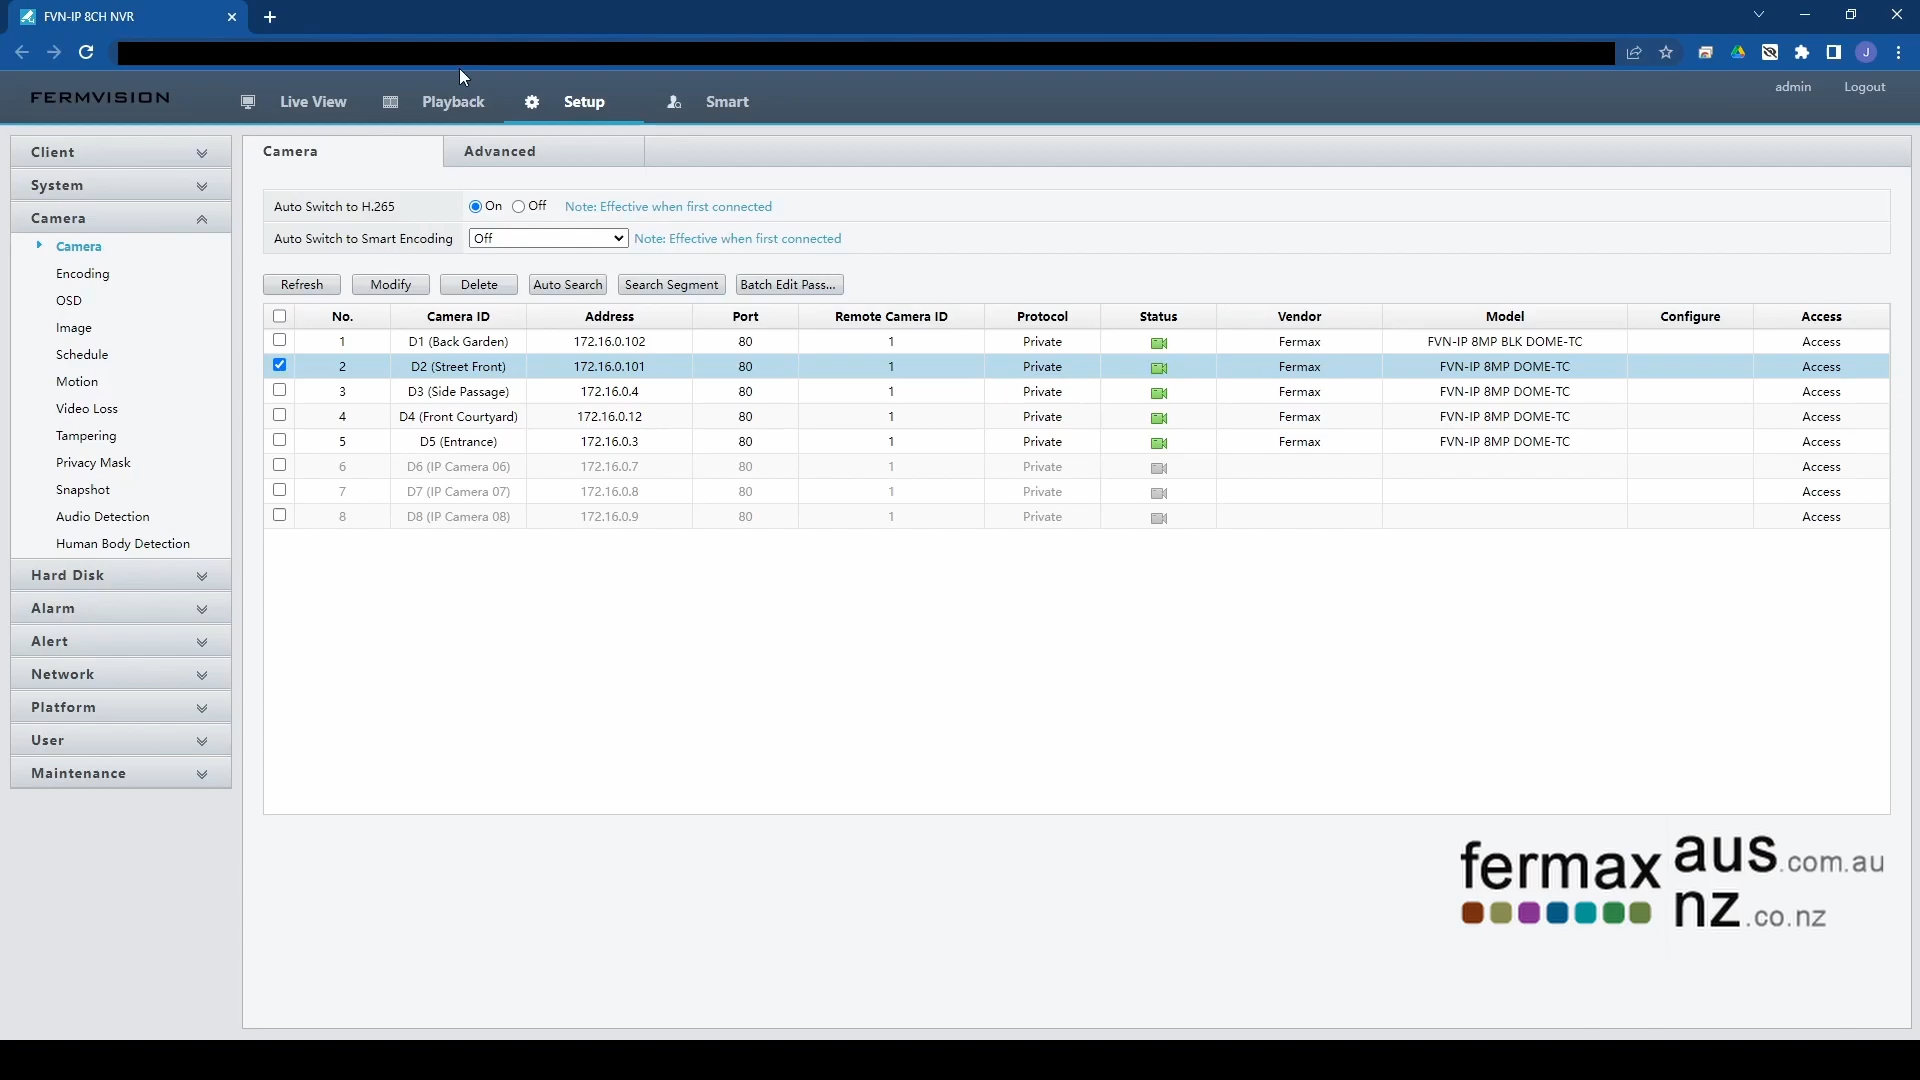 FVN-IP 8CH NVR
J
FERMVISION
Live View Playback Setup Smart
admin Logout
Client
System
Camera
Camera
Encoding
OSD
Image
Schedule
Motion
Video Loss
Tampering
Privacy Mask
Snapshot
Audio Detection
Human Body Detection
Hard Disk
Alarm
Alert
Network
Platform
User
Maintenance
Camera Advanced
Auto Switch to H.265 On Off Note: Effective when first connected
Auto Switch to Smart Encoding Off Note: Effective when first connected
Refresh Modify Delete Auto Search Search Segment Batch Edit Pass...
No. Camera ID Address Port Remote Camera ID Protocol Status Vendor Model Configure Access
1 D1 (Back Garden) 172.16.0.102 80 1 Private Fermax FVN-IP 8MP BLK DOME-TC Access
2 D2 (Street Front) 172.16.0.101 80 1 Private Fermax FVN-IP 8MP DOME-TC Access
3 D3 (Side Passage) 172.16.0.4 80 1 Private Fermax FVN-IP 8MP DOME-TC Access
4 D4 (Front Courtyard) 172.16.0.12 80 1 Private Fermax FVN-IP 8MP DOME-TC Access
5 D5 (Entrance) 172.16.0.3 80 1 Private Fermax FVN-IP 8MP DOME-TC Access
6 D6 (IP Camera 06) 172.16.0.7 80 1 Private Access
7 D7 (IP Camera 07) 172.16.0.8 80 1 Private Access
8 D8 (IP Camera 08) 172.16.0.9 80 1 Private Access
fermax aus.com.au
nz.co.nz